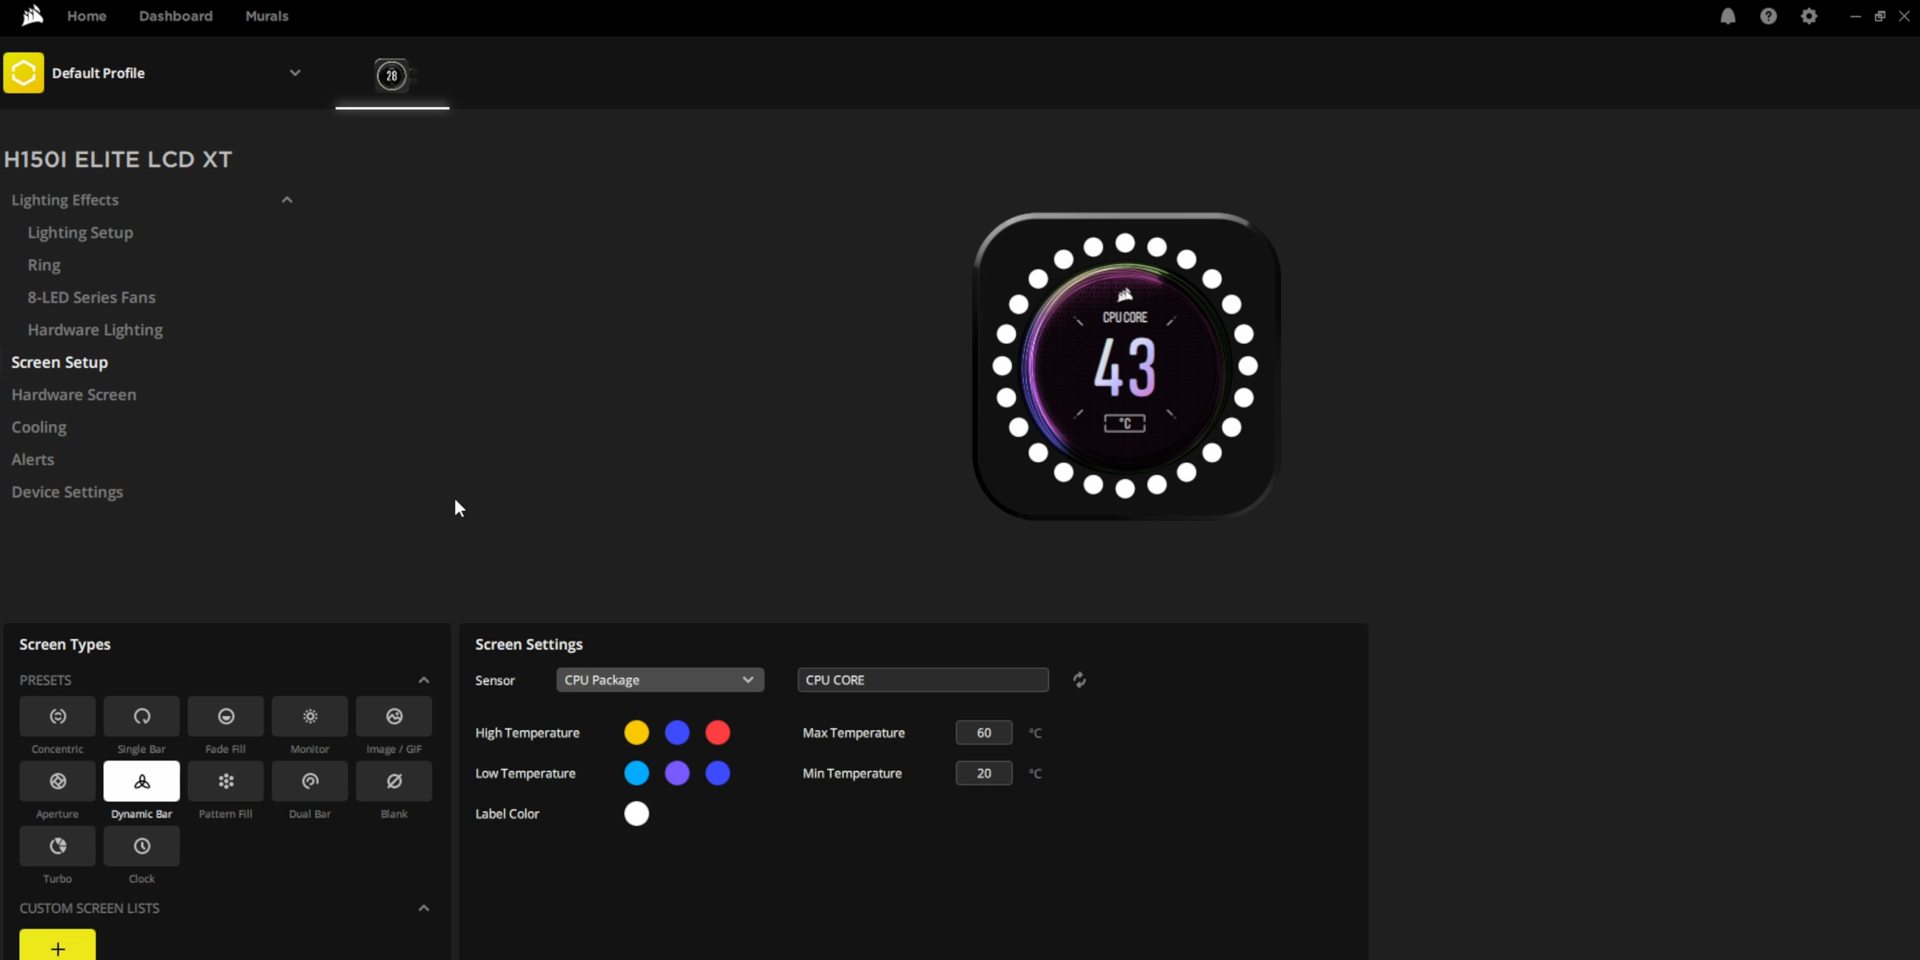 Home Dashboard Murals
Default Profile
28
H150I ELITE LCD XT
Lighting Effects
Lighting Setup
Ring
8-LED Series Fans
Hardware Lighting
Screen Setup
Hardware Screen
Cooling
Alerts
Device Settings
CPU CORE
43
°C
Screen Types
PRESETS
Concentric Single Bar Fade Fill Monitor Image / GIF
Aperture Dynamic Bar Pattern Fill Dual Bar Blank
Turbo Clock
CUSTOM SCREEN LISTS
+
Screen Settings
Sensor CPU Package CPU CORE
High Temperature Max Temperature 60 °C
Low Temperature Min Temperature 20 °C
Label Color